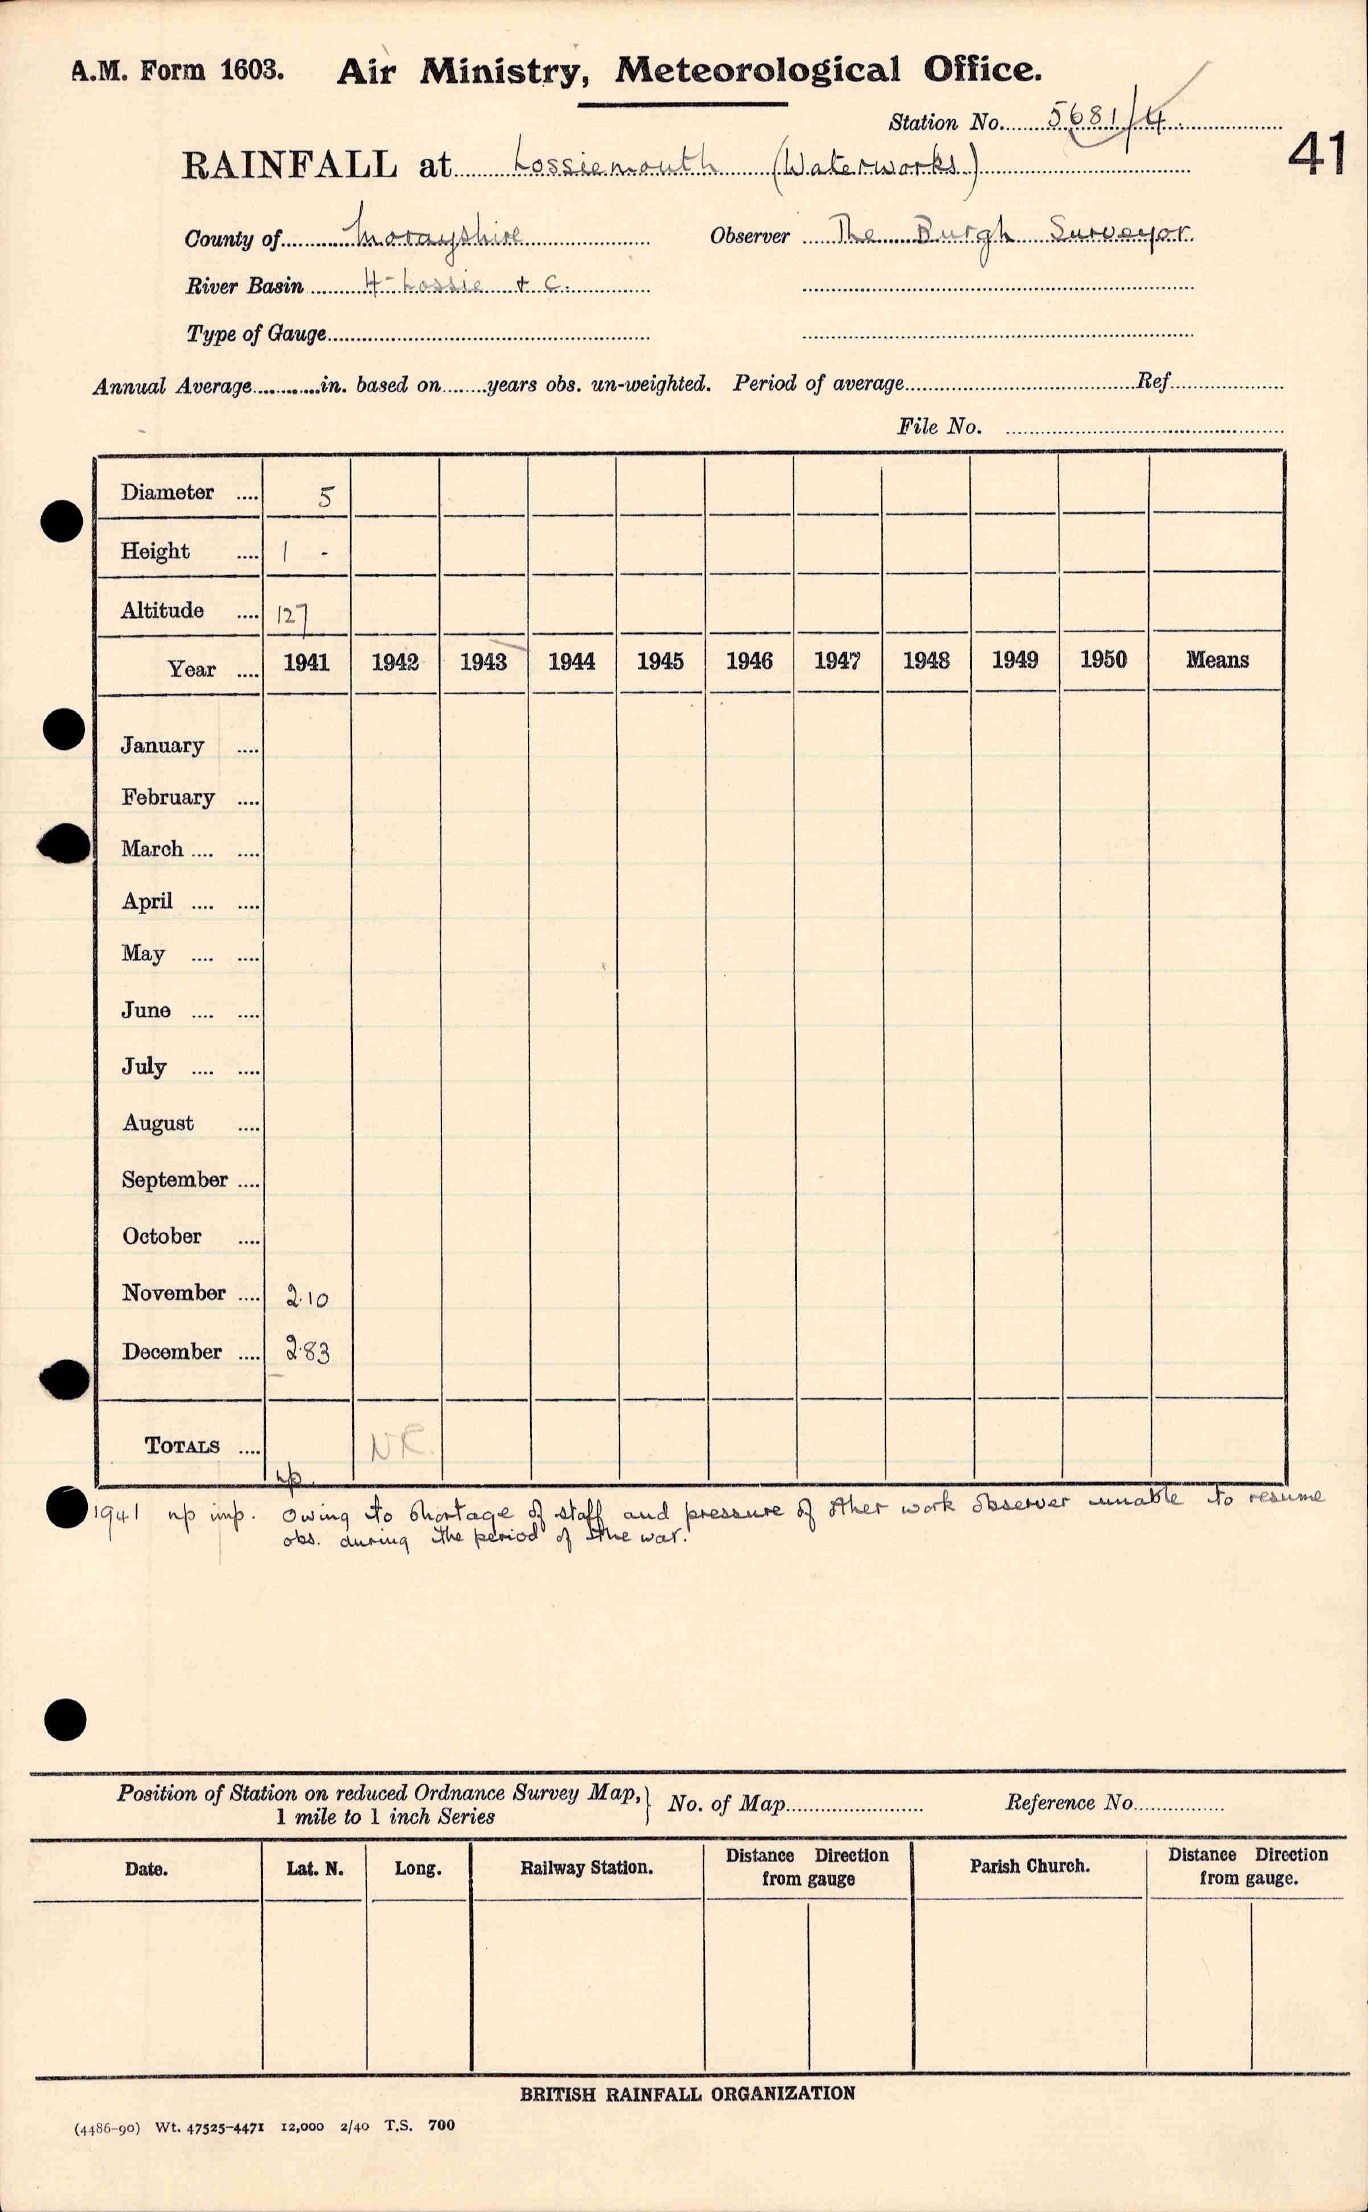 A.M. Form 1603. Air Ministry, Meteorological Office.
Station No. 5681/4
41
RAINFALL at Lossiemouth (Waterworks)
County of Morayshire Observer The Burgh Surveyor.
River Basin 4-Lossie & C.
Type of Gauge
Annual Average in. based on years obs. un-weighted. Period of average Ref
File No.
Diameter .... 5
Height .... 1 -
Altitude .... 127
Year .... 1941 1942 1943 1944 1945 1946 1947 1948 1949 1950 Means
January ....
February ....
March .... ....
April .... ....
May .... ....
June .... ....
July .... ....
August ....
September ....
October ....
November .... 2.10
December .... 2.83
TOTALS .... NR.
np.
1941 np imp. Owing to shortage of staff and pressure of other work observer unable to resume
obs. during the period of the war.
Position of Station on reduced Ordnance Survey Map, } No. of Map Reference No.
1 mile to 1 inch Series
Date. Lat. N. Long. Railway Station. Distance Direction from gauge Parish Church. Distance Direction from gauge.
BRITISH RAINFALL ORGANIZATION
(4486-90) Wt. 47525-4471 12,000 2/40 T.S. 700